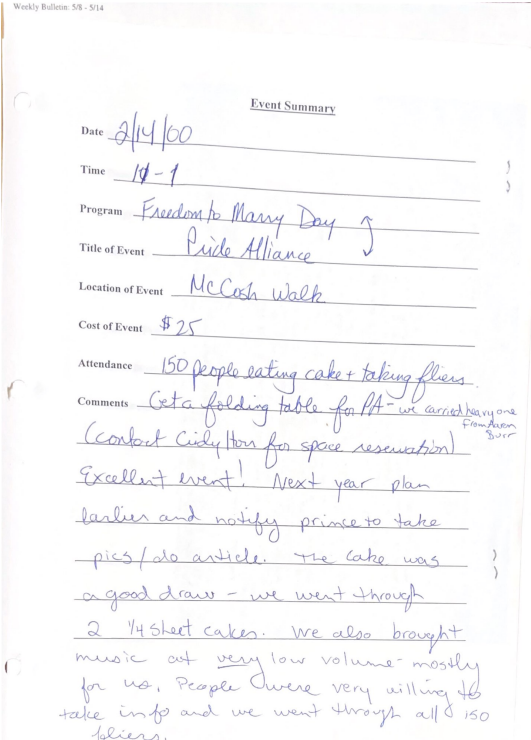 Weekly Bulletin: 5/8 - 5/14
Event Summary
Date 2/14/00
Time 11 - 1
Program Freedom to Marry Day
Title of Event Pride Alliance
Location of Event McCosh Walk
Cost of Event $25
Attendance 150 people eating cake + taking fliers.
Comments Get a folding table for PA - we carried heavy one
from Aaron
Burr
(contact for space reservation)
Excellent event! Next year plan
earlier and notify prince to take
pics/do article. The cake was
a good draw - we went through
2 1/4 sheet cakes. We also brought
music at very low volume - mostly
for us. People were very willing to
take info and we went through all 150
fliers.